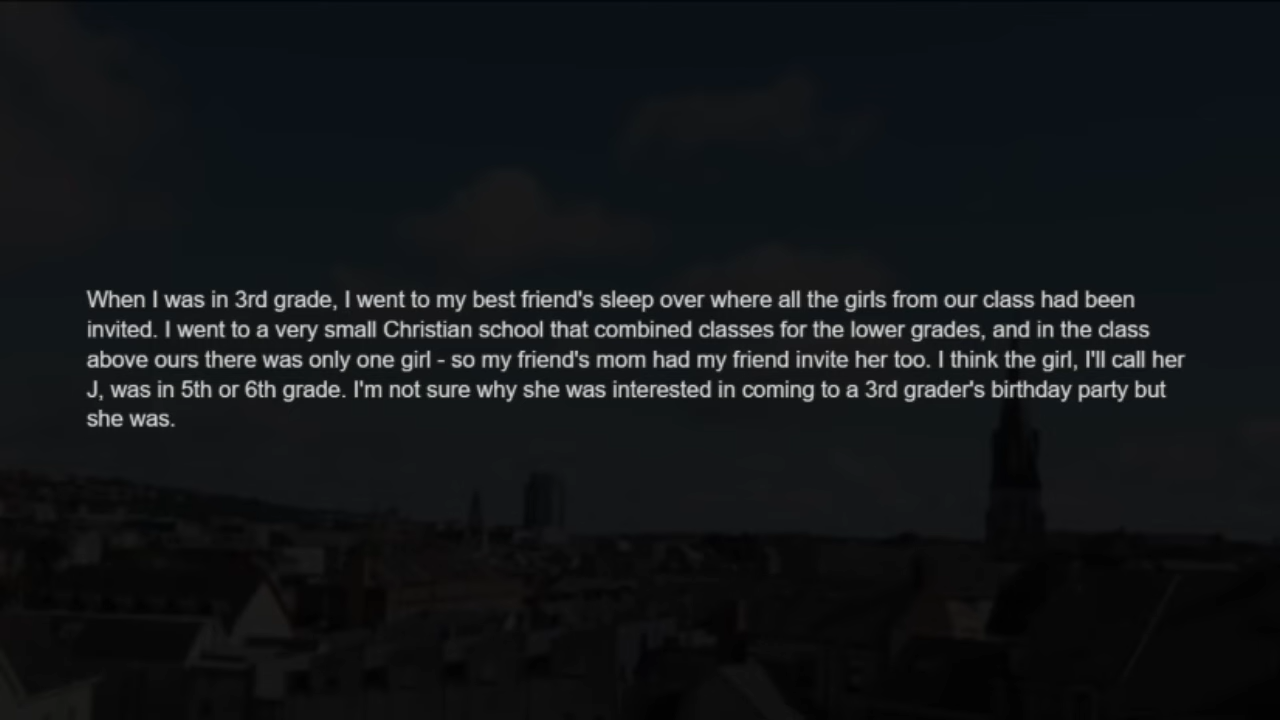 When I was in 3rd grade, I went to my best friend's sleep over where all the girls from our class had been
invited. I went to a very small Christian school that combined classes for the lower grades, and in the class
above ours there was only one girl - so my friend's mom had my friend invite her too. I think the girl, I'll call her
J, was in 5th or 6th grade. I'm not sure why she was interested in coming to a 3rd grader's birthday party but
she was.